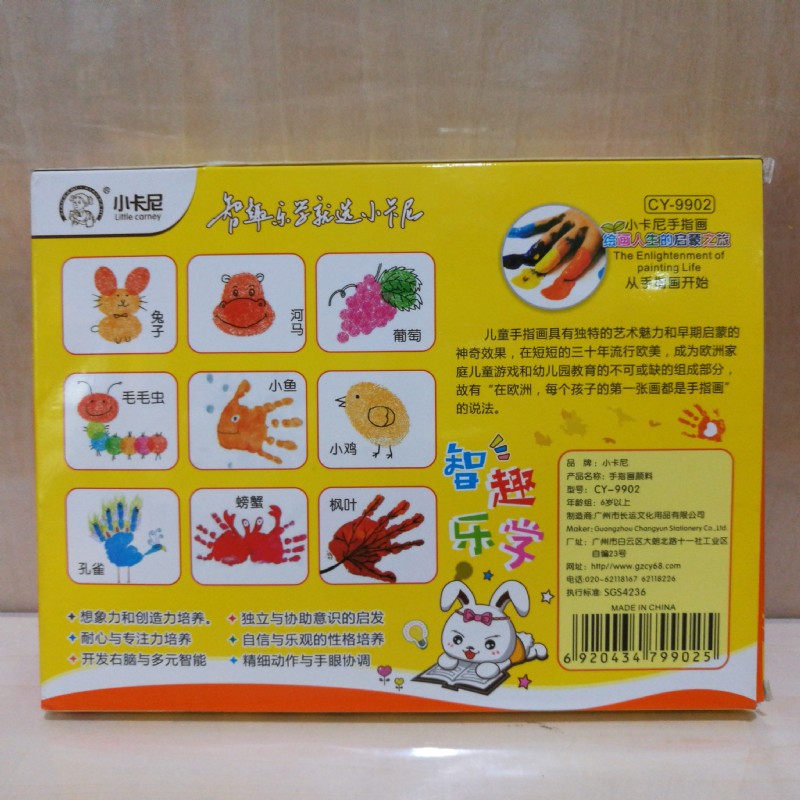 小卡尼
Little carney
®
智趣乐学就选小卡尼
CY-9902
小卡尼手指画
绘画人生的启蒙之旅
The Enlightenment of
painting Life
从手指画开始
兔子
河马
葡萄
毛毛虫
小鱼
小鸡
孔雀
螃蟹
枫叶
儿童手指画具有独特的艺术魅力和早期启蒙的
神奇效果，在短短的三十年流行欧美，成为欧洲家
庭儿童游戏和幼儿园教育的不可或缺的组成部分，
故有“在欧洲，每个孩子的第一张画都是手指画”
的说法。
智趣
乐学
品 牌：小卡尼
产品名称：手指画颜料
型号：CY-9902
年龄组：6岁以上
制造商：广州市长运文化用品有限公司
Maker：Guangzhou Changyun Stationery Co.,Ltd.
厂址：广州市白云区大朗北路十一社工业区
自编23号
网址：http//www.gzcy68.com
电话：020-62118167 62118226
执行标准：SGS4236
MADE IN CHINA
6 920434 799025
想象力和创造力培养。
独立与协助意识的启发
耐心与专注力培养
自信与乐观的性格培养
开发右脑与多元智能
精细动作与手眼协调